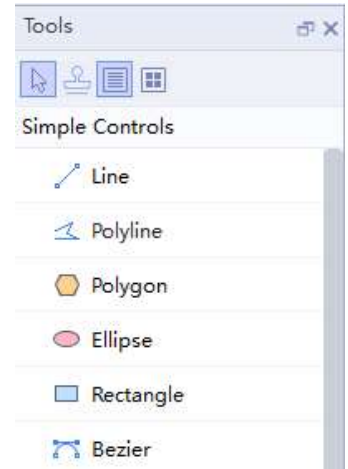 Tools
Simple Controls
Line
Polyline
Polygon
Ellipse
Rectangle
Bezier